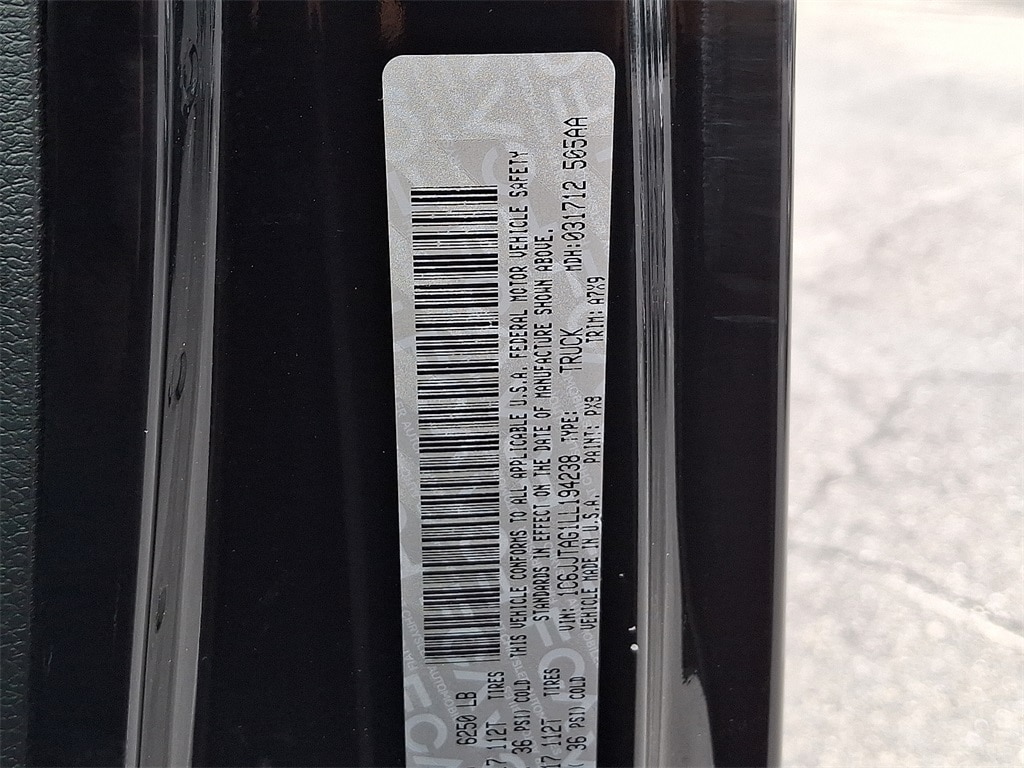 6250 LB
7 112T TIRES
36 PSI) COLD THIS VEHICLE CONFORMS TO ALL APPLICABLE U.S.A. FEDERAL MOTOR VEHICLE SAFETY
17 112T TIRES STANDARDS IN EFFECT ON THE DATE OF MANUFACTURE SHOWN ABOVE.
36 PSI) COLD VIN: 1C6JJTAG1LL194238 TYPE: TRUCK MDH:031712 505AA
VEHICLE MADE IN U.S.A. PAINT: PX8 TRIM: A7X9